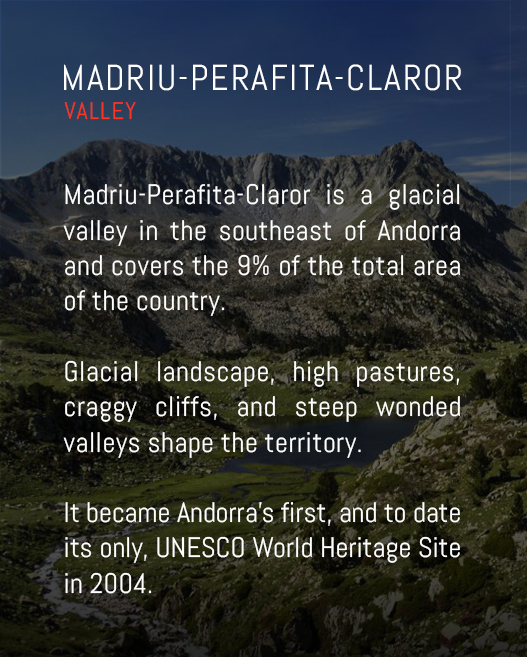 MADRIU-PERAFITA-CLAROR
VALLEY
Madriu-Perafita-Claror is a glacial
valley in the southeast of Andorra
and covers the 9% of the total area
of the country.
Glacial landscape, high pastures,
craggy cliffs, and steep wonded
valleys shape the territory.
It became Andorra's first, and to date
its only, UNESCO World Heritage Site
in 2004.